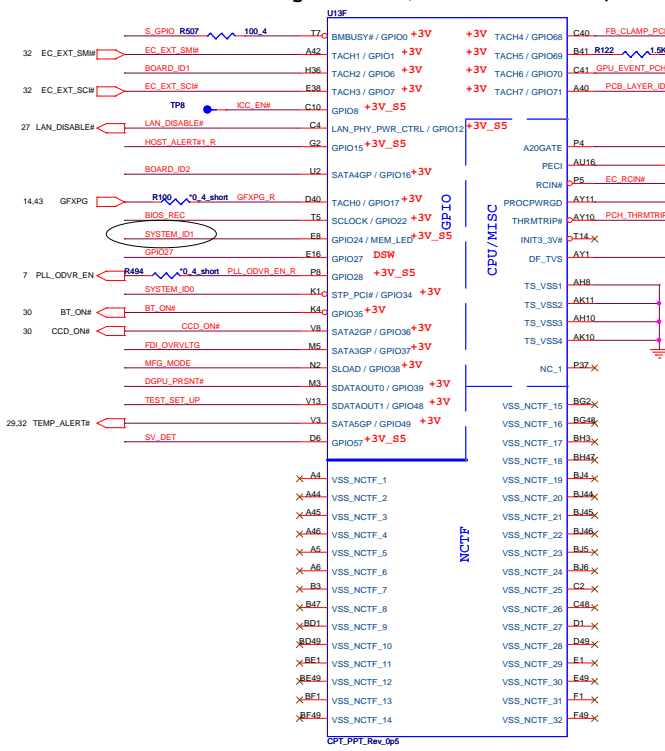 U13F
S_GPIO R507 100_4 T7 BMBUSY# / GPIO0 +3V +3V TACH4 / GPIO68 C40 FB_CLAMP_PC
32 EC_EXT_SMI# EC_EXT_SMI# A42 TACH1 / GPIO1 +3V +3V TACH5 / GPIO69 B41 R122 1.5K
BOARD_ID1 H36 TACH2 / GPIO6 +3V +3V TACH6 / GPIO70 C41 GPU_EVENT_PCH
32 EC_EXT_SCI# EC_EXT_SCI# E38 TACH3 / GPIO7 +3V +3V TACH7 / GPIO71 A40 PCB_LAYER_ID
TP8 ICC_EN# C10 GPIO8 +3V_S5
27 LAN_DISABLE# LAN_DISABLE# C4 LAN_PHY_PWR_CTRL / GPIO12 +3V_S5
HOST_ALERT#1_R G2 GPIO15 +3V_S5 A20GATE P4
PECI AU16
BOARD_ID2 U2 SATA4GP / GPIO16 +3V RCIN# P5 EC_RCIN#
14,43 GFXPG R100 *0_4_short GFXPG_R D40 TACH0 / GPIO17 +3V GPIO PROCPWRGD AY11
BIOS_REC T5 SCLOCK / GPIO22 +3V CPU/MISC THRMTRIP# AY10 PCH_THRMTRIP
SYSTEM_ID1 E8 GPIO24 / MEM_LED +3V_S5 INIT3_3V# T14
GPIO27 E16 GPIO27 DSW DF_TVS AY1
7 PLL_ODVR_EN R494 *0_4_short PLL_ODVR_EN_R P8 GPIO28 +3V_S5
SYSTEM_ID0 K1 STP_PCI# / GPIO34 +3V TS_VSS1 AH8
30 BT_ON# BT_ON# K4 GPIO35 +3V TS_VSS2 AK11
30 CCD_ON# CCD_ON# V8 SATA2GP / GPIO36 +3V TS_VSS3 AH10
FDI_OVRVLTG M5 SATA3GP / GPIO37 +3V TS_VSS4 AK10
MFG_MODE N2 SLOAD / GPIO38 +3V NC_1 P37
DGPU_PRSNT# M3 SDATAOUT0 / GPIO39 +3V
TEST_SET_UP V13 SDATAOUT1 / GPIO48 +3V VSS_NCTF_15 BG2
29,32 TEMP_ALERT# V3 SATA5GP / GPIO49 +3V VSS_NCTF_16 BG48
SV_DET D6 GPIO57 +3V_S5 VSS_NCTF_17 BH3
VSS_NCTF_18 BH47
A4 VSS_NCTF_1 VSS_NCTF_19 BJ4
A44 VSS_NCTF_2 VSS_NCTF_20 BJ44
A45 VSS_NCTF_3 VSS_NCTF_21 BJ45
A46 VSS_NCTF_4 NCTF VSS_NCTF_22 BJ46
A5 VSS_NCTF_5 VSS_NCTF_23 BJ5
A6 VSS_NCTF_6 VSS_NCTF_24 BJ6
B3 VSS_NCTF_7 VSS_NCTF_25 C2
B47 VSS_NCTF_8 VSS_NCTF_26 C48
BD1 VSS_NCTF_9 VSS_NCTF_27 D1
BD49 VSS_NCTF_10 VSS_NCTF_28 D49
BE1 VSS_NCTF_11 VSS_NCTF_29 E1
BE49 VSS_NCTF_12 VSS_NCTF_30 E49
BF1 VSS_NCTF_13 VSS_NCTF_31 F1
BF49 VSS_NCTF_14 VSS_NCTF_32 F49
CPT_PPT_Rev_0p5